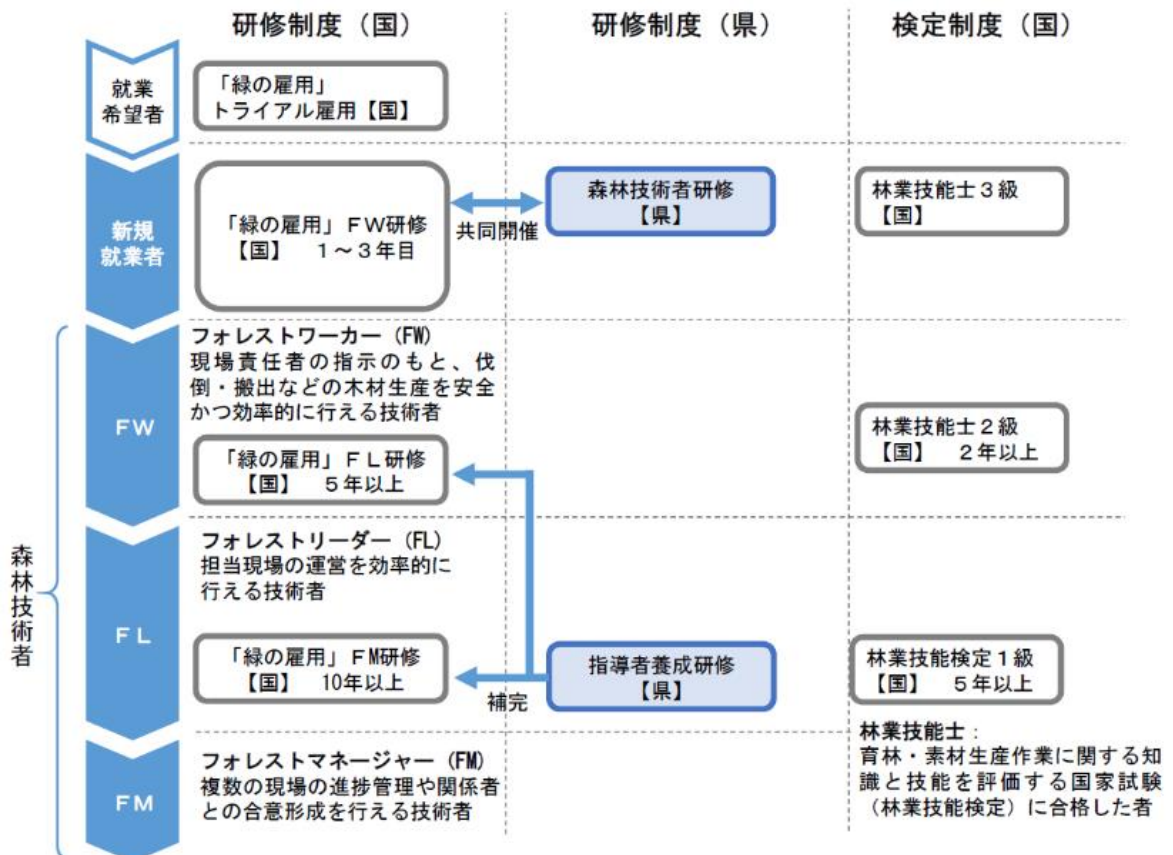 研修制度（国）
研修制度（県）
検定制度（国）
就業
希望者
「緑の雇用」
トライアル雇用【国】
新規
就業者
「緑の雇用」ＦＷ研修
【国】　１～３年目
共同開催
森林技術者研修
【県】
林業技能士３級
【国】
森林技術者
ＦＷ
フォレストワーカー（FW）
現場責任者の指示のもと、伐
倒・搬出などの木材生産を安全
かつ効率的に行える技術者
「緑の雇用」ＦＬ研修
【国】　５年以上
林業技能士２級
【国】　２年以上
ＦＬ
フォレストリーダー（FL）
担当現場の運営を効率的に
行える技術者
「緑の雇用」ＦＭ研修
【国】　10年以上
補完
指導者養成研修
【県】
林業技能検定１級
【国】　５年以上
ＦＭ
フォレストマネージャー（FM）
複数の現場の進捗管理や関係者
との合意形成を行える技術者
林業技能士：
育林・素材生産作業に関する知
識と技能を評価する国家試験
（林業技能検定）に合格した者